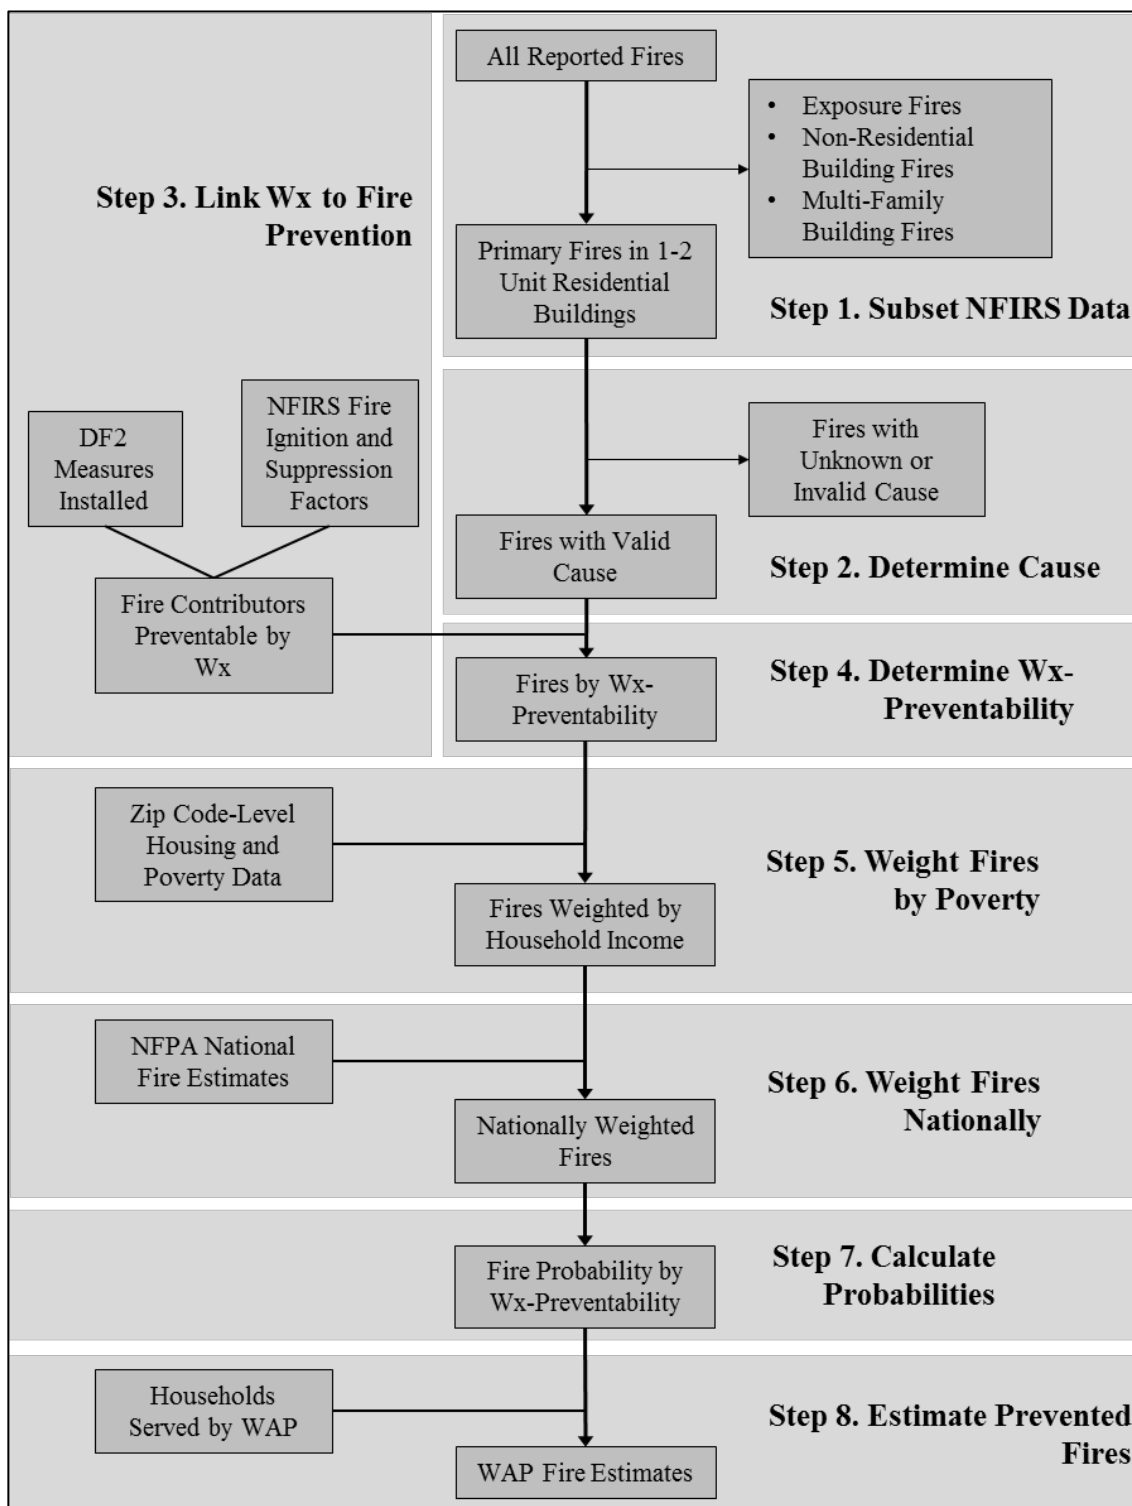 All Reported Fires
• Exposure Fires
• Non-Residential
Building Fires
• Multi-Family
Building Fires
Primary Fires in 1-2
Unit Residential
Buildings
Step 1. Subset NFIRS Data
Step 3. Link Wx to Fire
Prevention
DF2
Measures
Installed
NFIRS Fire
Ignition and
Suppression
Factors
Fire Contributors
Preventable by
Wx
Fires with
Unknown or
Invalid Cause
Fires with Valid
Cause
Step 2. Determine Cause
Fires by Wx-
Preventability
Step 4. Determine Wx-
Preventability
Zip Code-Level
Housing and
Poverty Data
Fires Weighted by
Household Income
Step 5. Weight Fires
by Poverty
NFPA National
Fire Estimates
Nationally Weighted
Fires
Step 6. Weight Fires
Nationally
Fire Probability by
Wx-Preventability
Step 7. Calculate
Probabilities
Households
Served by WAP
WAP Fire Estimates
Step 8. Estimate Prevented
Fires